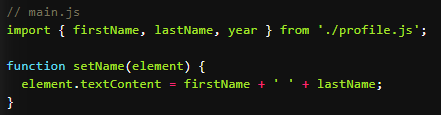 // main.js
import { firstName, lastName, year } from './profile.js';
function setName(element) {
  element.textContent = firstName + ' ' + lastName;
}